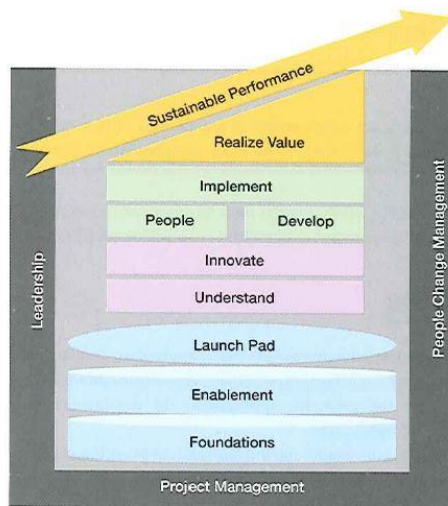 Sustainable Performance
Realize Value
Implement
People
Develop
Innovate
Understand
Launch Pad
Enablement
Foundations
Leadership
People Change Management
Project Management